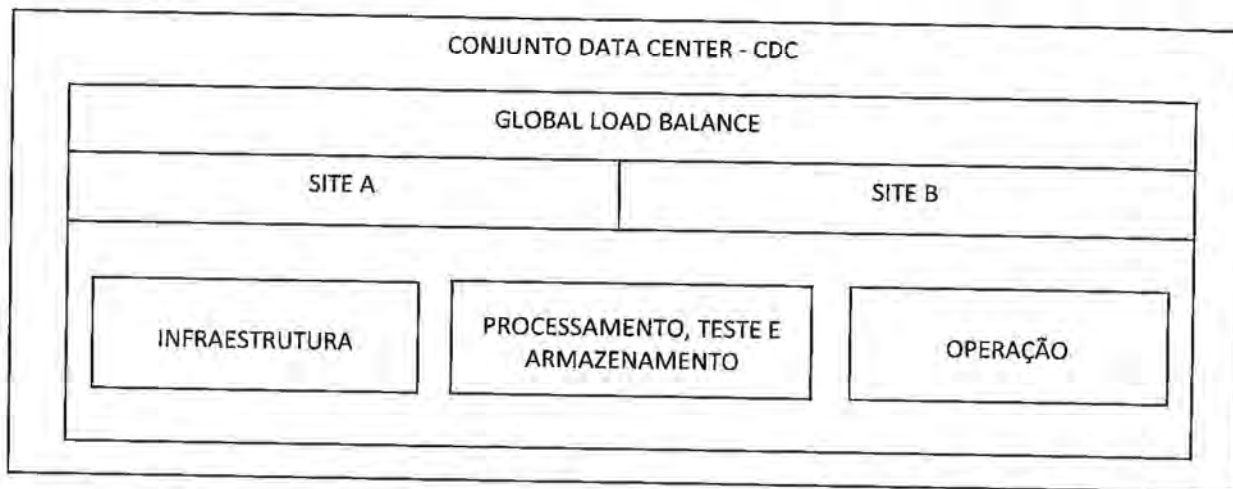 CONJUNTO DATA CENTER - CDC
GLOBAL LOAD BALANCE
SITE A
SITE B
INFRAESTRUTURA
PROCESSAMENTO, TESTE E
ARMAZENAMENTO
OPERAÇÃO